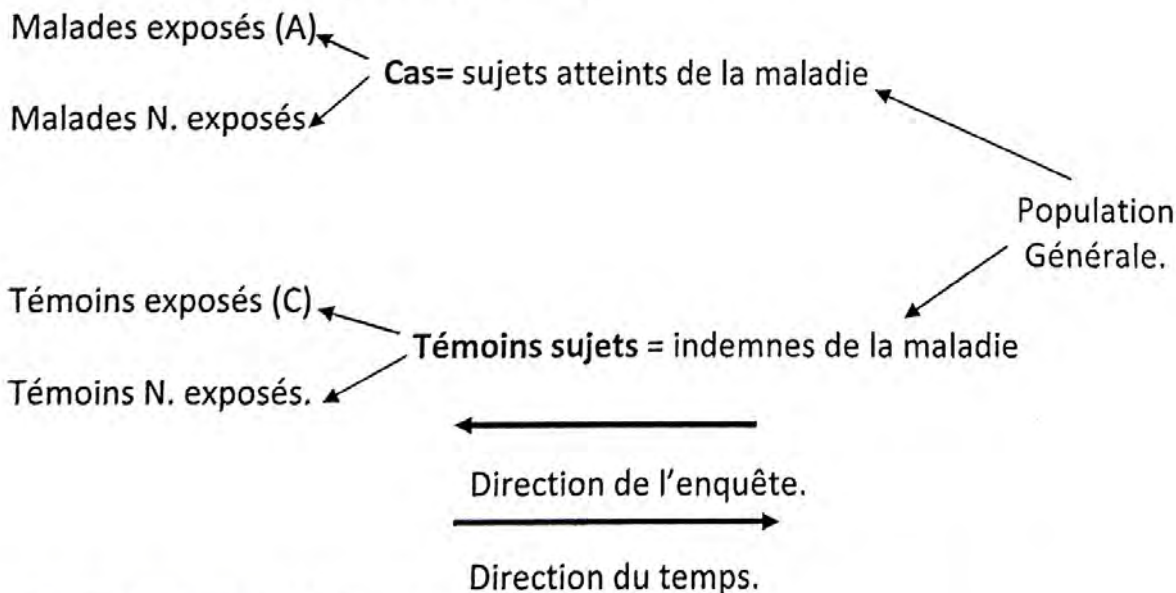 Malades exposés (A)
Cas= sujets atteints de la maladie
Malades N. exposés
Population
Générale.
Témoins exposés (C)
Témoins sujets = indemnes de la maladie
Témoins N. exposés.
Direction de l'enquête.
Direction du temps.